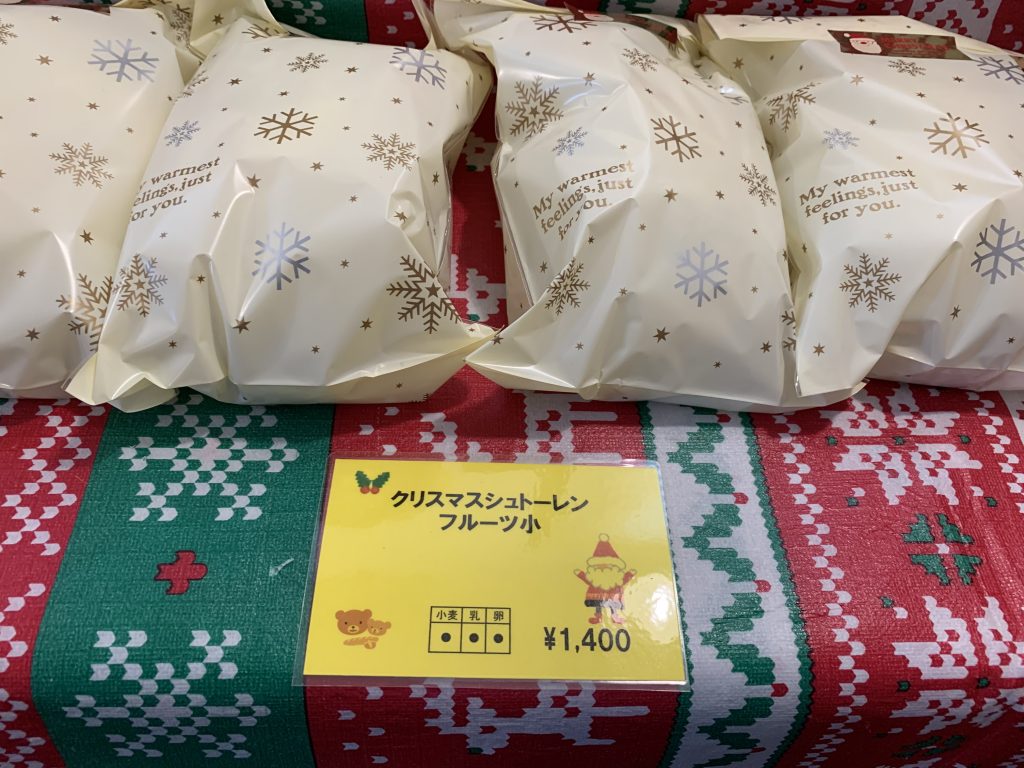 My warmest
feelings, just
for you.
My warmest
feelings, just
for you.
My warmest
feelings, just
for you.
クリスマスシュトーレン
フルーツ小
小麦 乳 卵
● ● ●
¥1,400